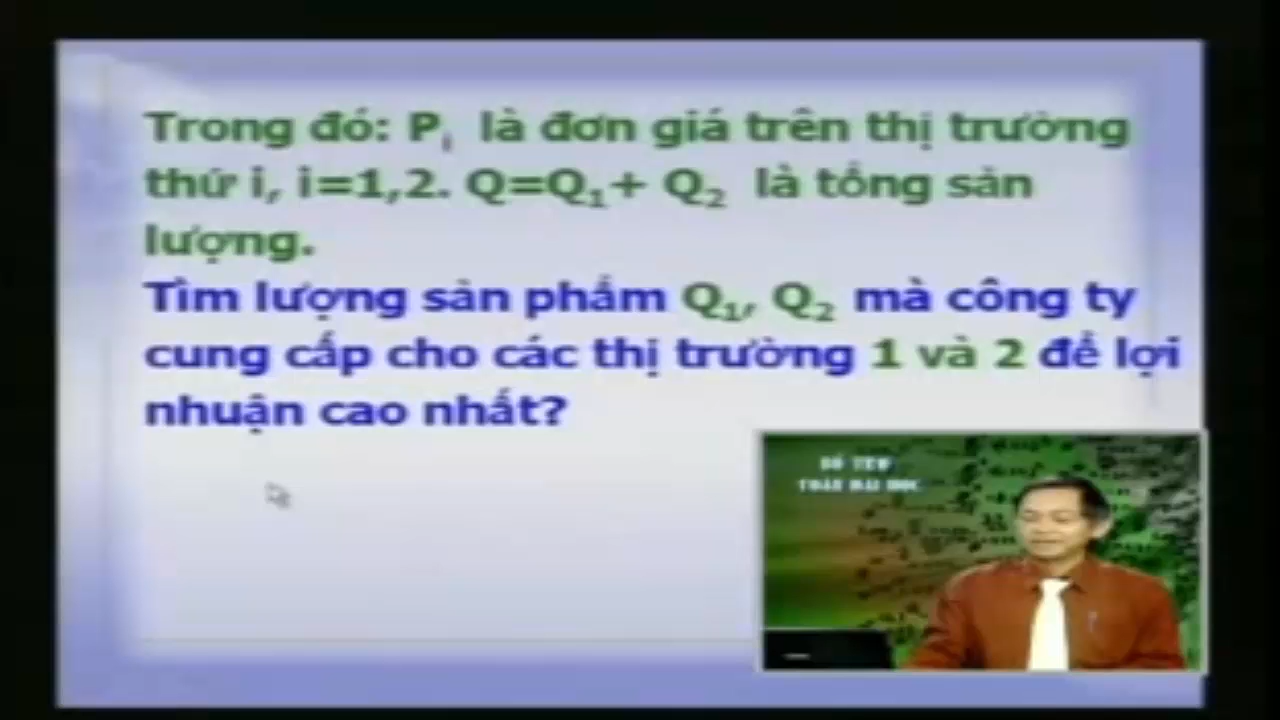 Trong đó: Pi là đơn giá trên thị trường
thứ i, i=1,2. Q=Q1+ Q2 là tổng sản
lượng.
Tìm lượng sản phẩm Q1, Q2 mà công ty
cung cấp cho các thị trường 1 và 2 để lợi
nhuận cao nhất?